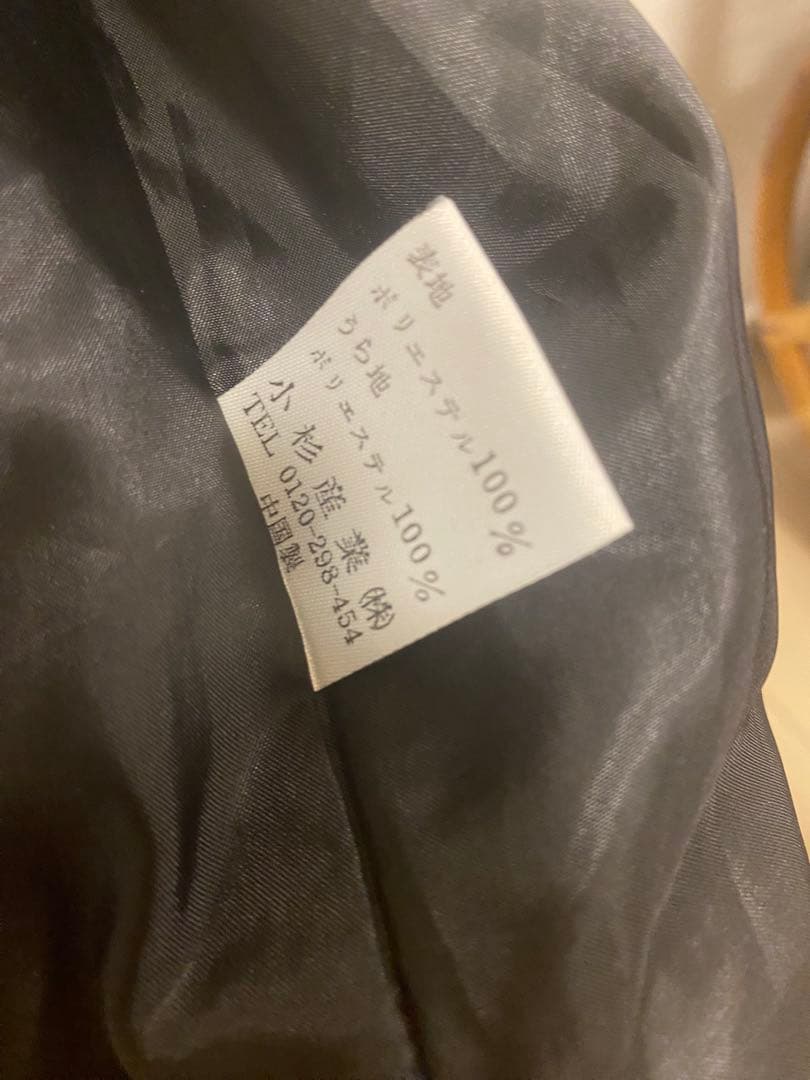 表地
ポリエステル100%
うら地
ポリエステル100%
小杉産業(株)
TEL 0120-298-454
中国製